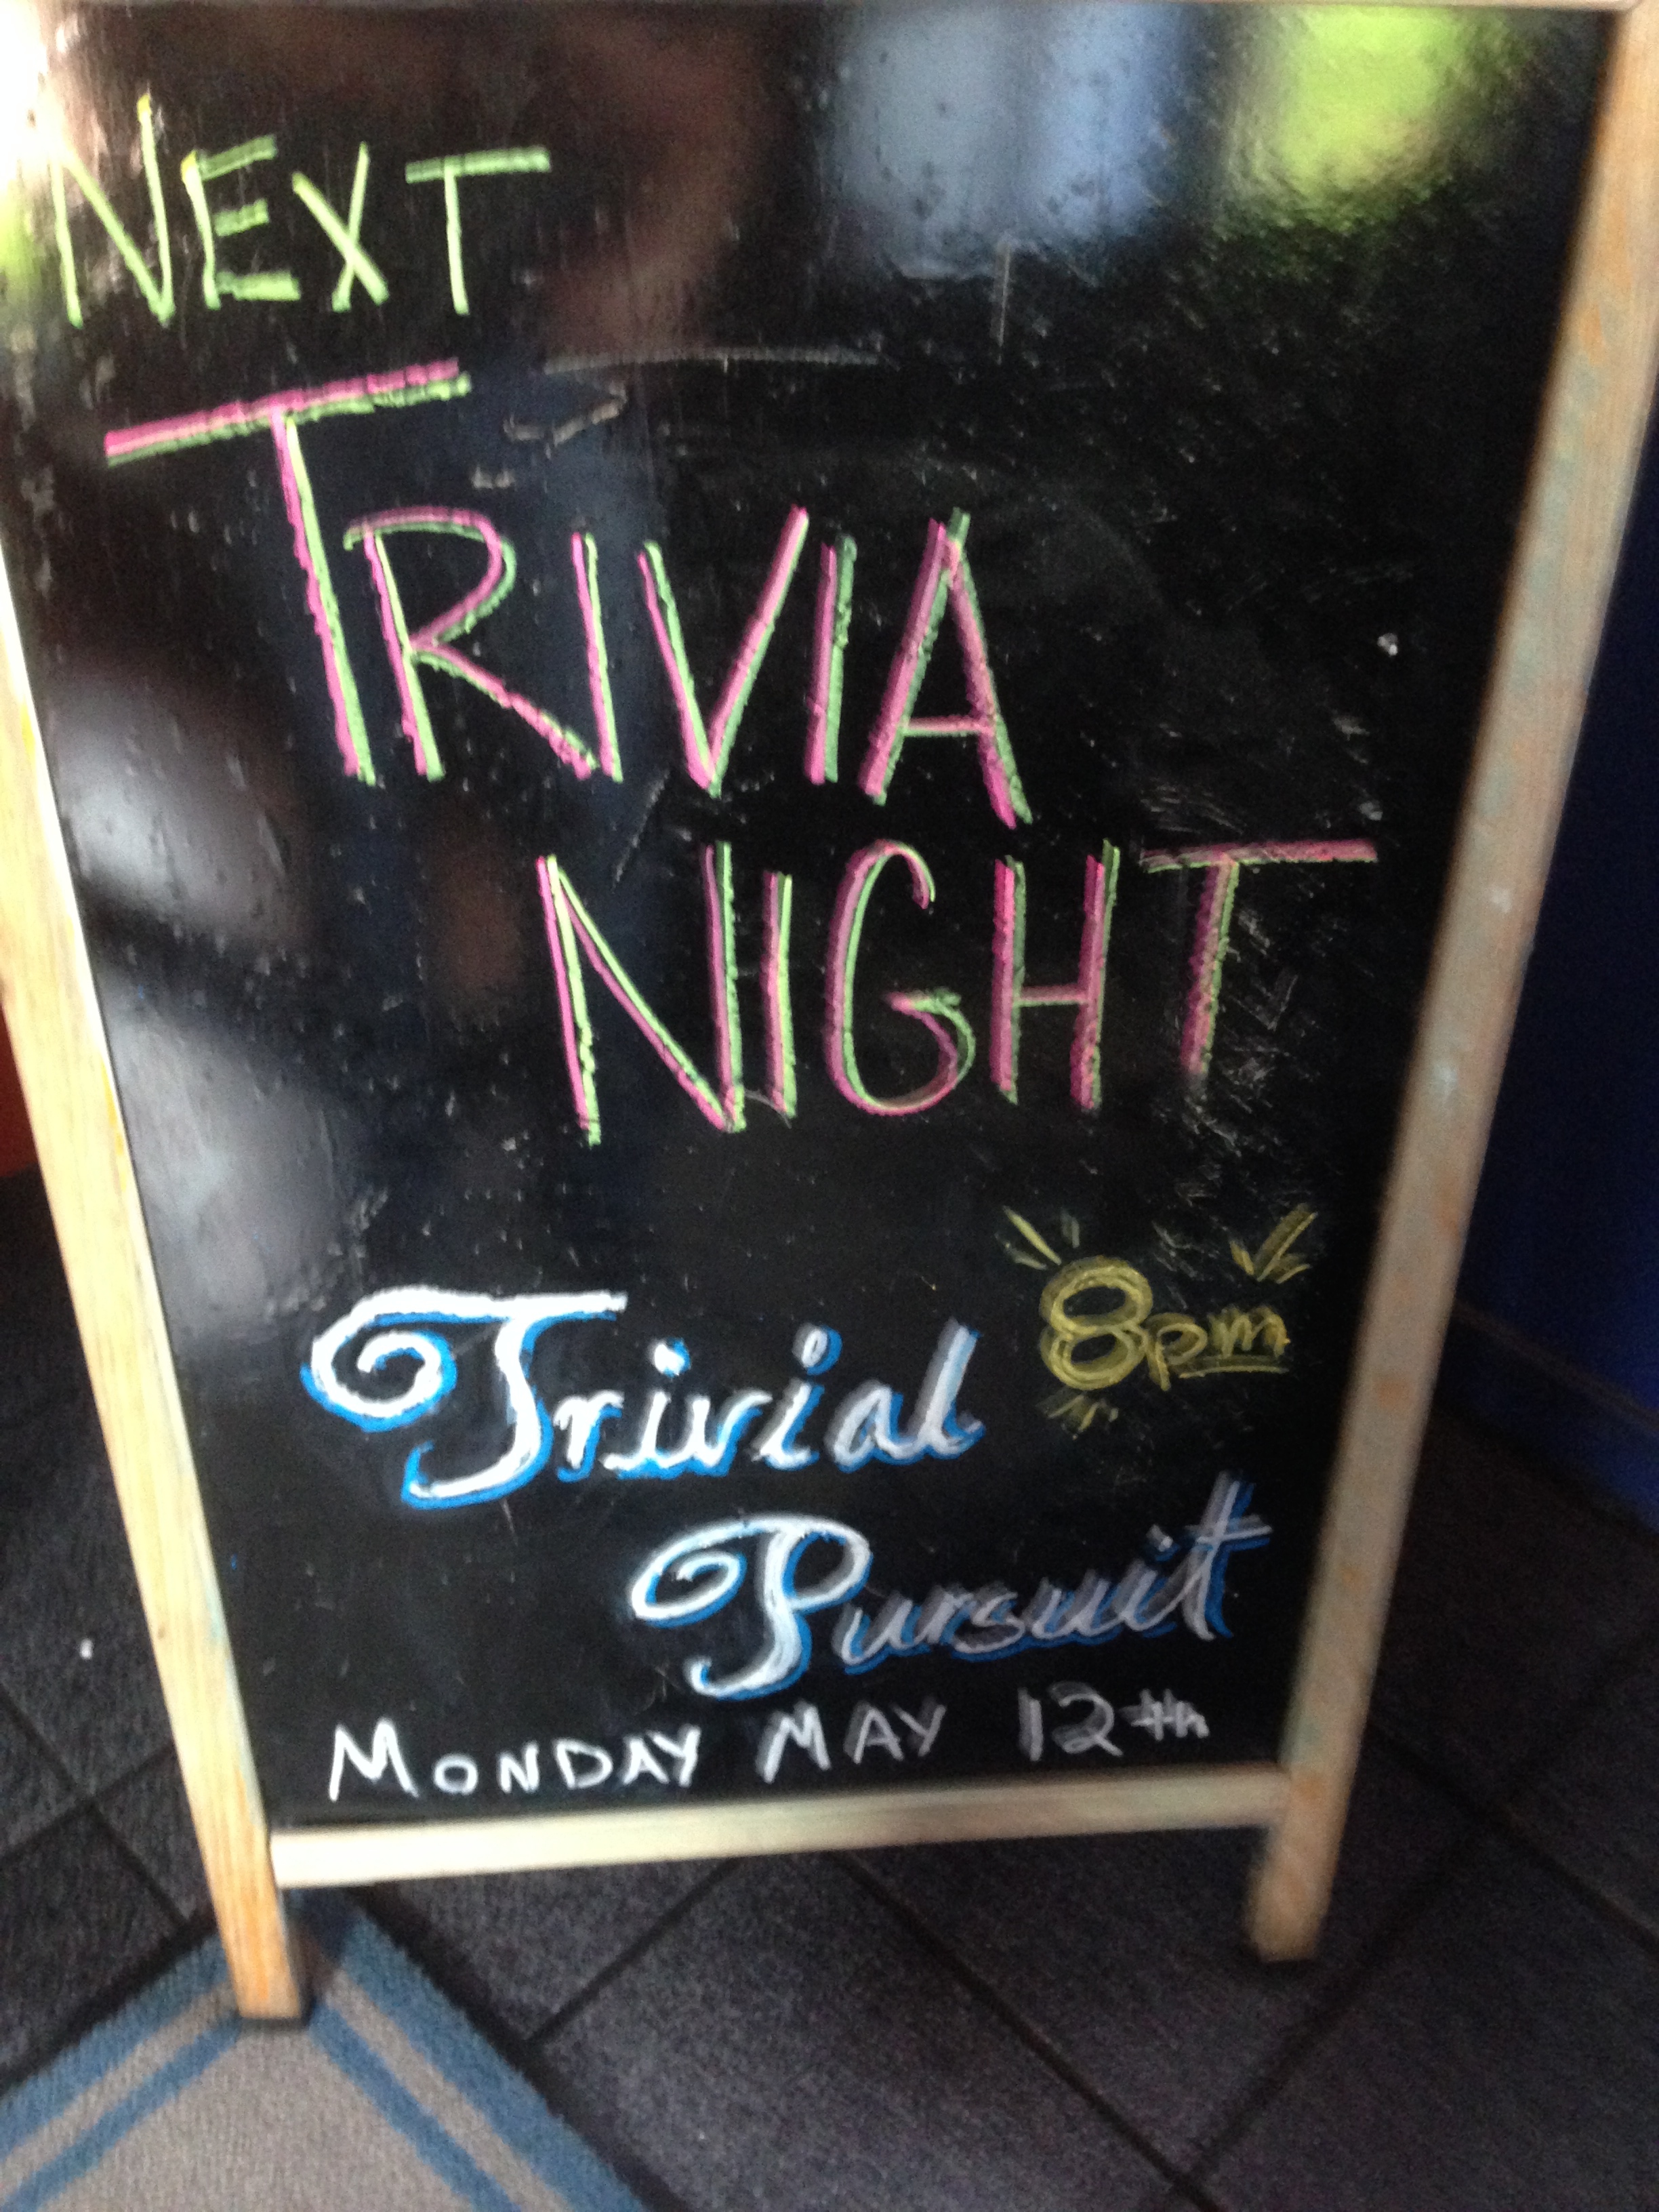 NEXT
TRIVIA
NIGHT
8pm
Trivial
Pursuit
MONDAY MAY 12th